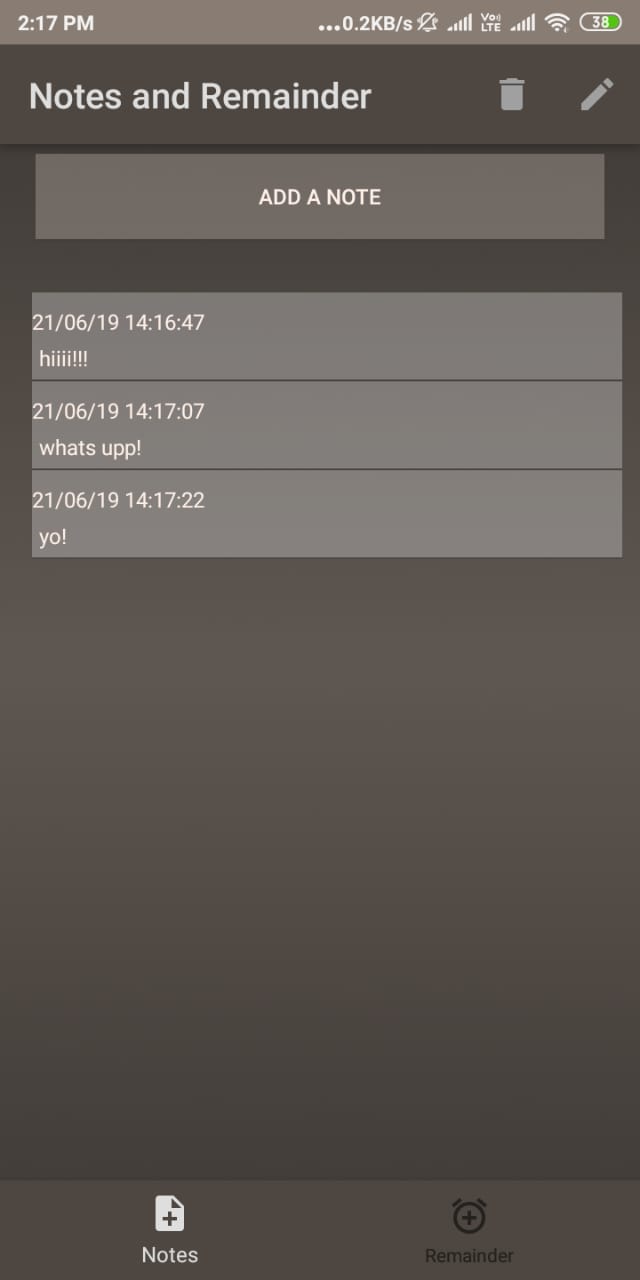 2:17 PM
...0.2KB/s
Vo))
LTE
38
Notes and Remainder
ADD A NOTE
21/06/19 14:16:47
hiiii!!!
21/06/19 14:17:07
whats upp!
21/06/19 14:17:22
yo!
Notes
Remainder